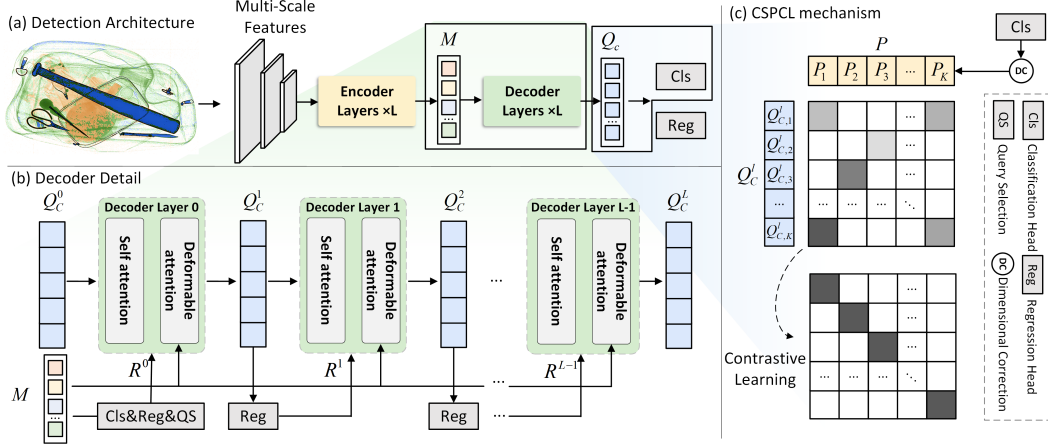 (a) Detection Architecture
Multi-Scale
Features
Encoder
Layers ×L
M
...
Decoder
Layers ×L
Q_c
...
Cls
Reg
(b) Decoder Detail
Q_C^0
Decoder Layer 0
Self attention
Deformable
attention
Q_C^1
Decoder Layer 1
Self attention
Deformable
attention
Q_C^2
...
Decoder Layer L-1
Self attention
Deformable
attention
Q_C^L
R^0
R^1
...
R^{L-1}
M
...
Cls&Reg&QS
Reg
Reg
...
(c) CSPCL mechanism
Cls
DC
P
P_1 P_2 P_3 ... P_K
Q_C^l
Q_{C,1}^l ...
Q_{C,2}^l ...
Q_{C,3}^l ...
... ... ... ... ⋱
Q_{C,K}^l
Contrastive
Learning
...
...
...
... ... ... ⋱
QS Query Selection
DC Dimensional Correction
Cls Classification Head
Reg Regression Head